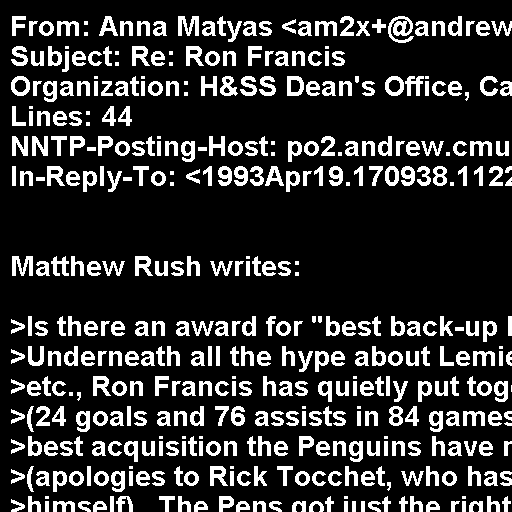 From: Anna Matyas <am2x+@andrew
Subject: Re: Ron Francis
Organization: H&SS Dean's Office, Ca
Lines: 44
NNTP-Posting-Host: po2.andrew.cmu
In-Reply-To: <1993Apr19.170938.1122
Matthew Rush writes:
>Is there an award for "best back-up
>Underneath all the hype about Lemie
>etc., Ron Francis has quietly put tog
>(24 goals and 76 assists in 84 games
>best acquisition the Penguins have
>(apologies to Rick Tocchet, who has
>himself). The Pens got just the right